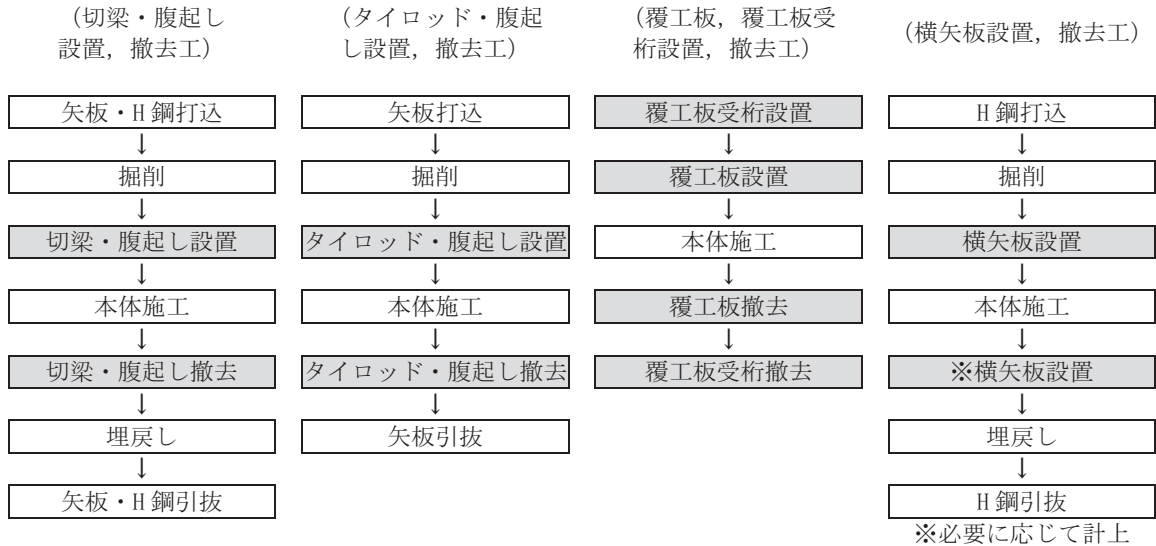 （切梁・腹起し
設置，撤去工）
矢板・H鋼打込
↓
掘削
↓
切梁・腹起し設置
↓
本体施工
↓
切梁・腹起し撤去
↓
埋戻し
↓
矢板・H鋼引抜
（タイロッド・腹起
し設置，撤去工）
矢板打込
↓
掘削
↓
タイロッド・腹起し設置
↓
本体施工
↓
タイロッド・腹起し撤去
↓
矢板引抜
（覆工板，覆工板受
桁設置，撤去工）
覆工板受桁設置
↓
覆工板設置
↓
本体施工
↓
覆工板撤去
↓
覆工板受桁撤去
（横矢板設置，撤去工）
H鋼打込
↓
掘削
↓
横矢板設置
↓
本体施工
↓
※横矢板設置
↓
埋戻し
↓
H鋼引抜
※必要に応じて計上